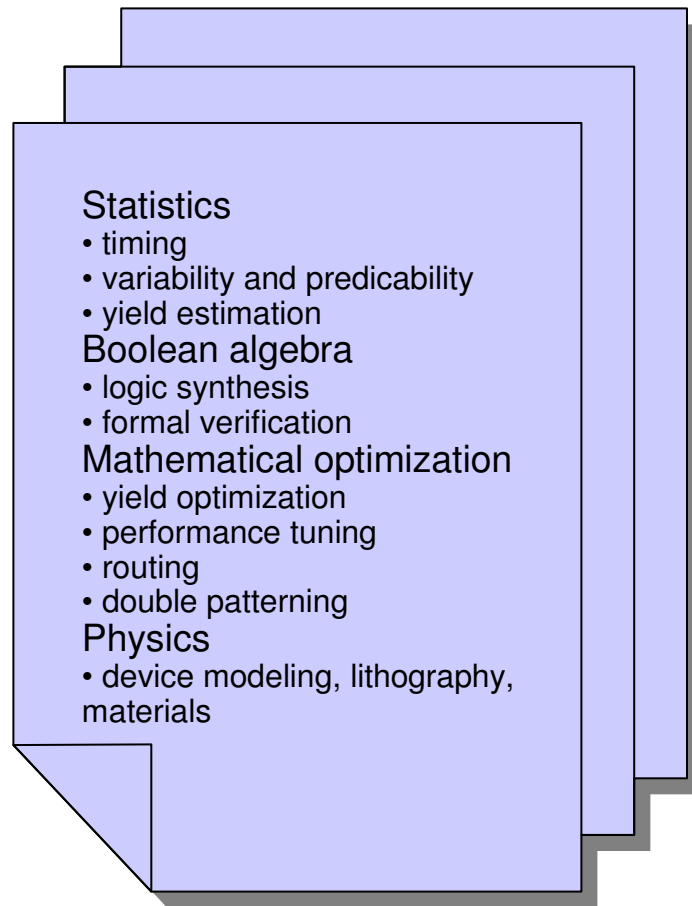 Statistics
• timing
• variability and predicability
• yield estimation
Boolean algebra
• logic synthesis
• formal verification
Mathematical optimization
• yield optimization
• performance tuning
• routing
• double patterning
Physics
• device modeling, lithography,
materials